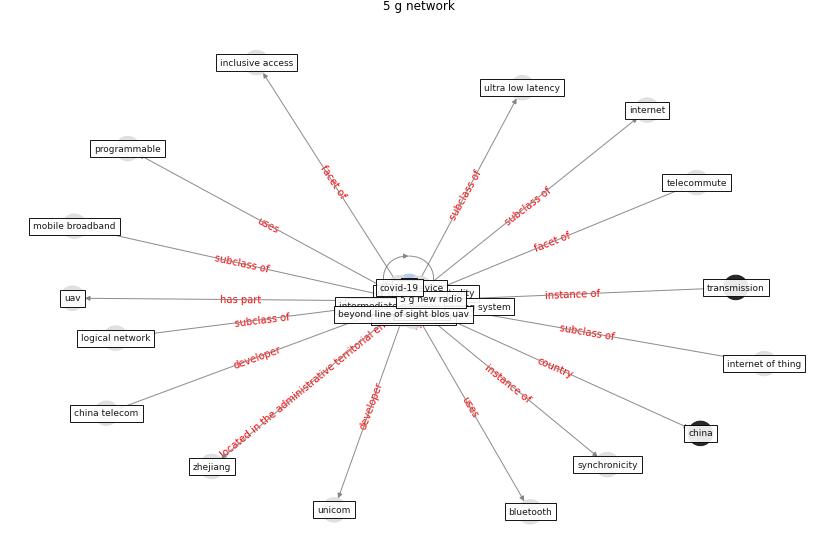 5 g network
inclusive access
ultra low latency
internet
programmable
telecommute
facet of
subclass of
subclass of
uses
mobile broadband
facet of
subclass of
covid-19
transmission
instance of
uav
has part
5 g new radio
system
beyond line of sight blos uav
subclass of
subclass of
logical network
developer
country
internet of thing
located in the administrative territorial
instance of
developer
uses
china telecom
china
zhejiang
synchronicity
unicom
bluetooth